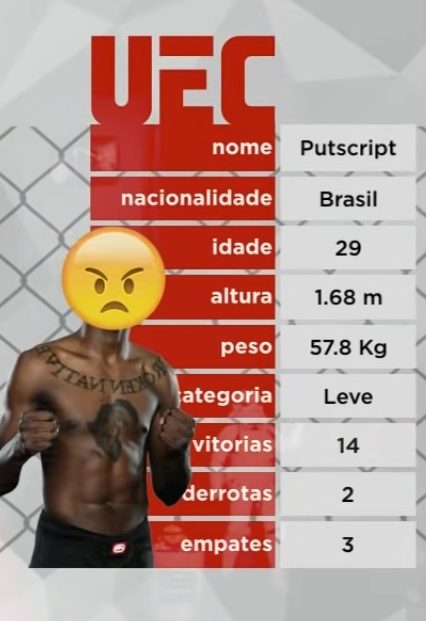 UFC
nome Putscript
nacionalidade Brasil
idade 29
altura 1.68 m
peso 57.8 Kg
categoria Leve
vitorias 14
derrotas 2
empates 3